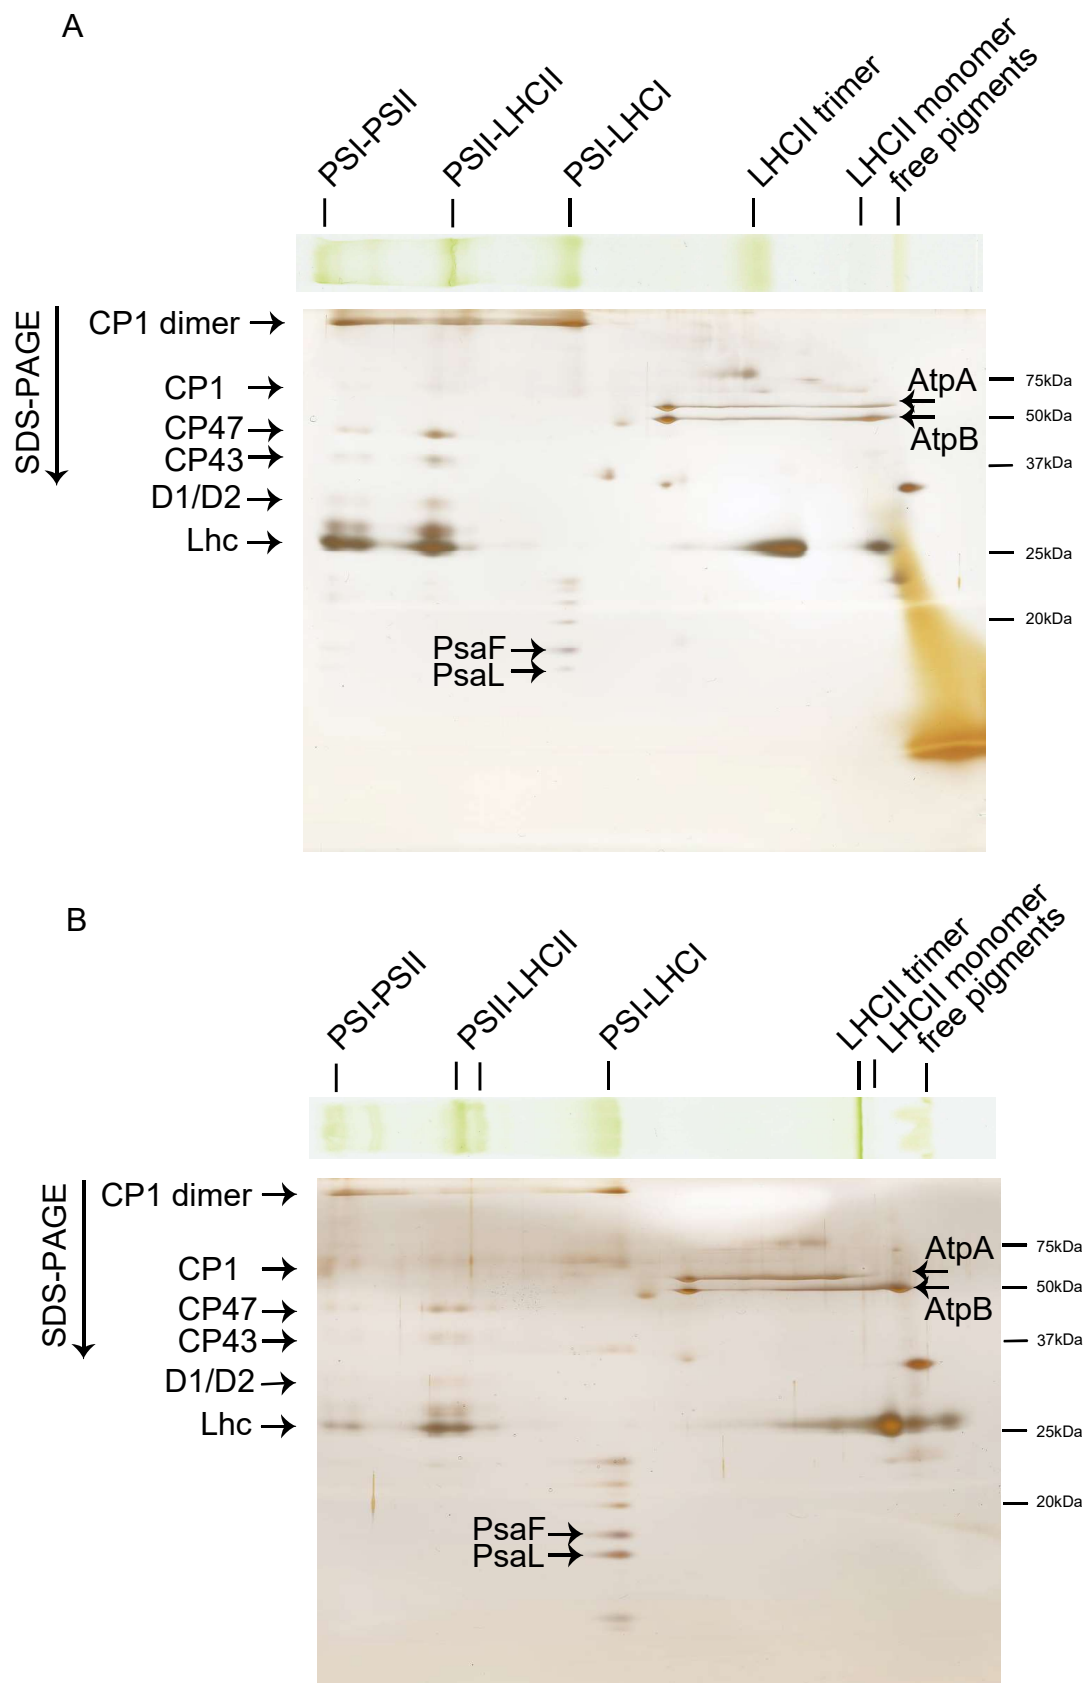 A
PSI-PSII
PSII-LHCII
PSI-LHCI
LHCII trimer
LHCII monomer
free pigments
SDS-PAGE
CP1 dimer
CP1
CP47
CP43
D1/D2
Lhc
PsaF
PsaL
AtpA
AtpB
75kDa
50kDa
37kDa
25kDa
20kDa
B
PSI-PSII
PSII-LHCII
PSI-LHCI
LHCII trimer
LHCII monomer
free pigments
SDS-PAGE
CP1 dimer
CP1
CP47
CP43
D1/D2
Lhc
PsaF
PsaL
AtpA
AtpB
75kDa
50kDa
37kDa
25kDa
20kDa